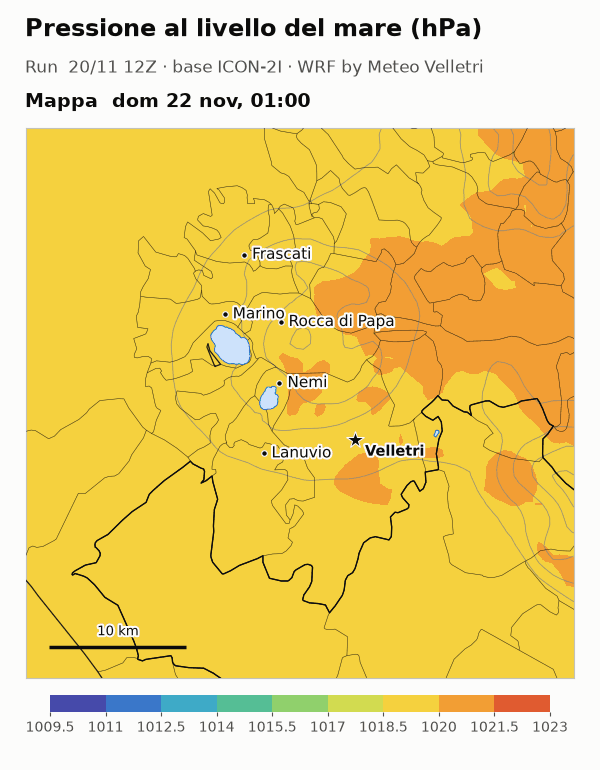 Pressione al livello del mare (hPa)
Run  20/11 12Z · base ICON-2I · WRF by Meteo Velletri
Mappa  dom 22 nov, 01:00
Frascati
Marino
Rocca di Papa
Nemi
Velletri
Lanuvio
10 km
1009.5 1011 1012.5 1014 1015.5 1017 1018.5 1020 1021.5 1023